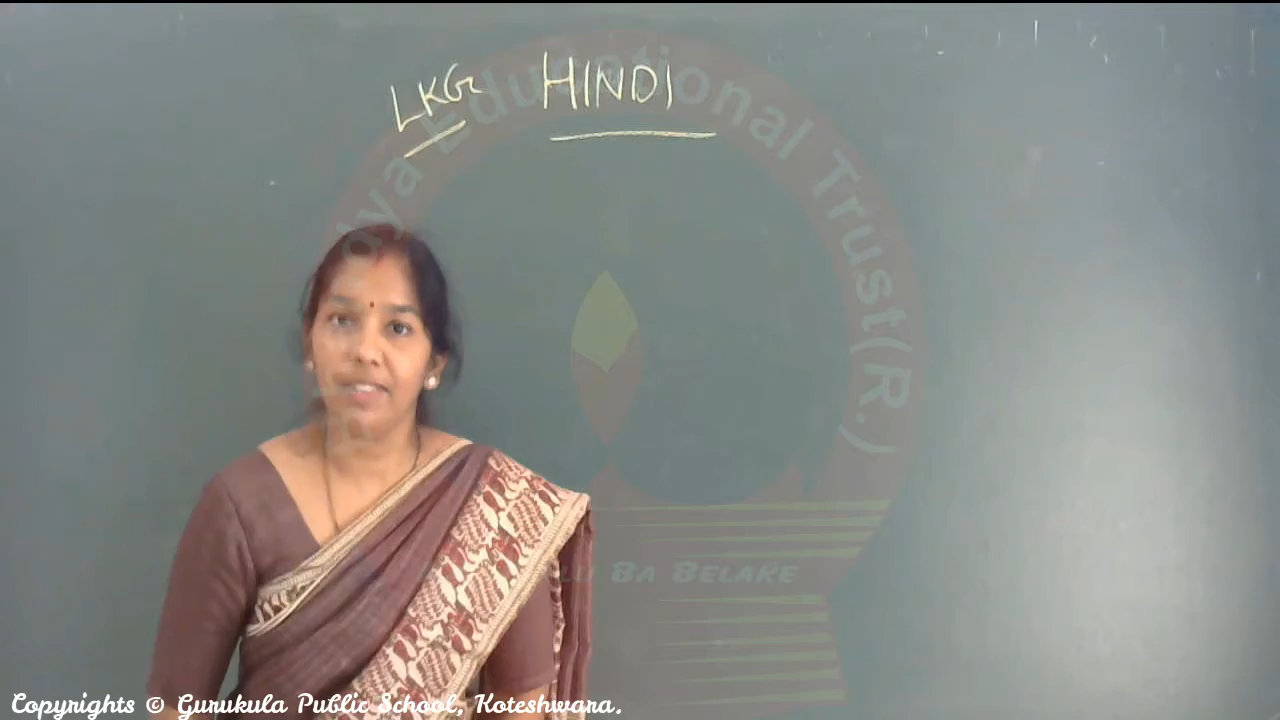 LKG HINDI
Educational Trust(R.)
Ba Belake
Copyrights © Gurukula Public School, Koteshwara.